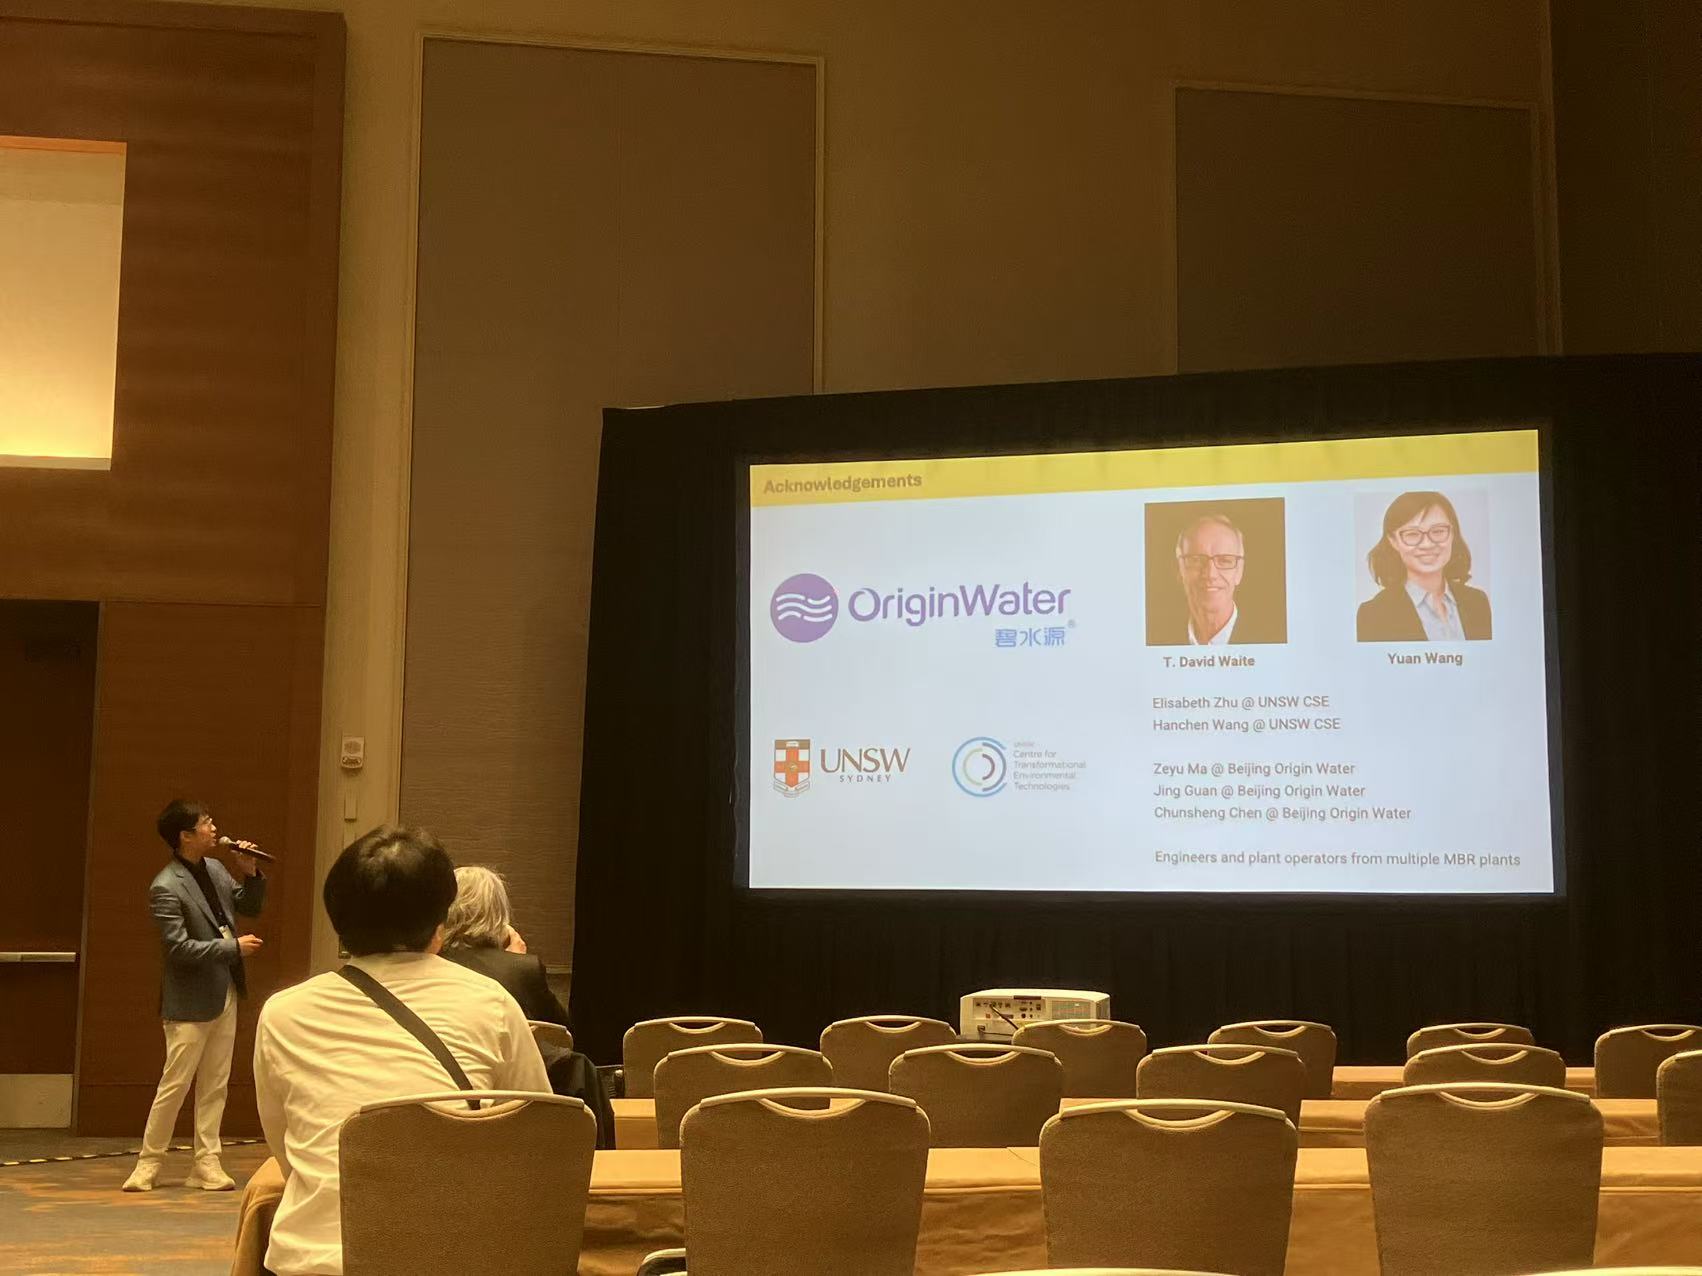 Acknowledgements
OriginWater
碧水源®
UNSW
SYDNEY
UNSW
Centre for
Transformational
Environmental
Technologies
T. David Waite
Yuan Wang
Elisabeth Zhu @ UNSW CSE
Hanchen Wang @ UNSW CSE
Zeyu Ma @ Beijing Origin Water
Jing Guan @ Beijing Origin Water
Chunsheng Chen @ Beijing Origin Water
Engineers and plant operators from multiple MBR plants